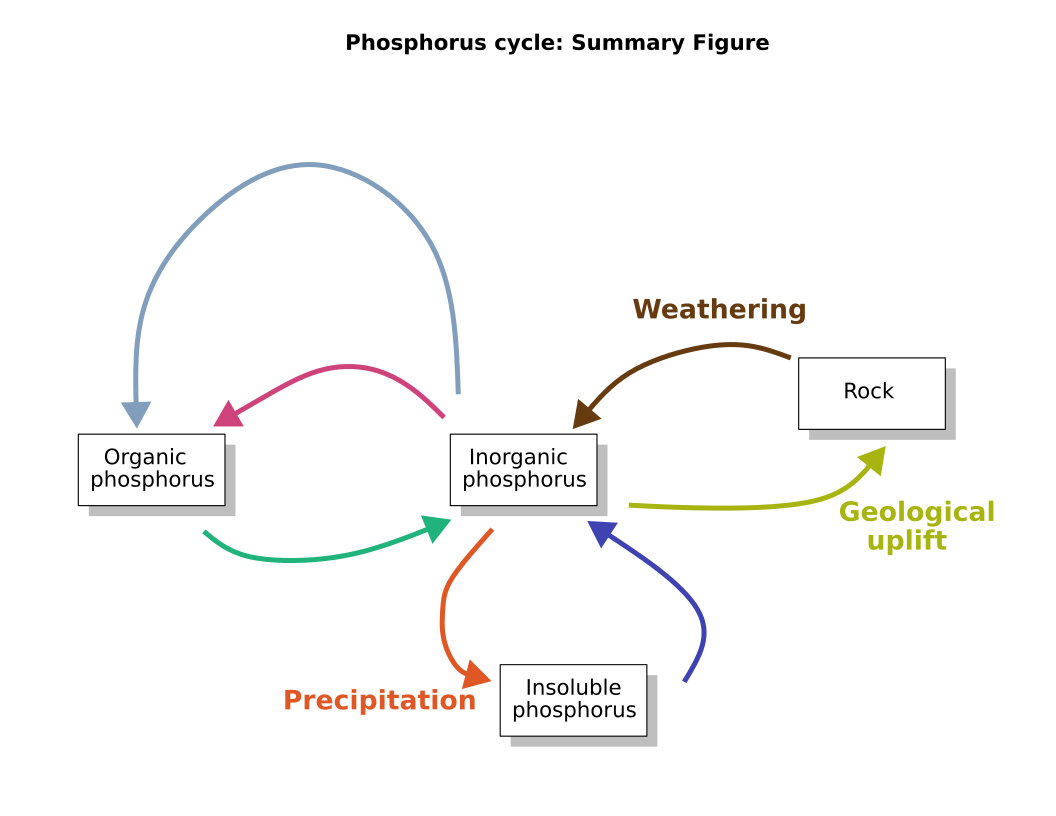 Phosphorus cycle: Summary Figure
Weathering
Rock
Organic
phosphorus
Inorganic
phosphorus
Geological
uplift
Precipitation
Insoluble
phosphorus